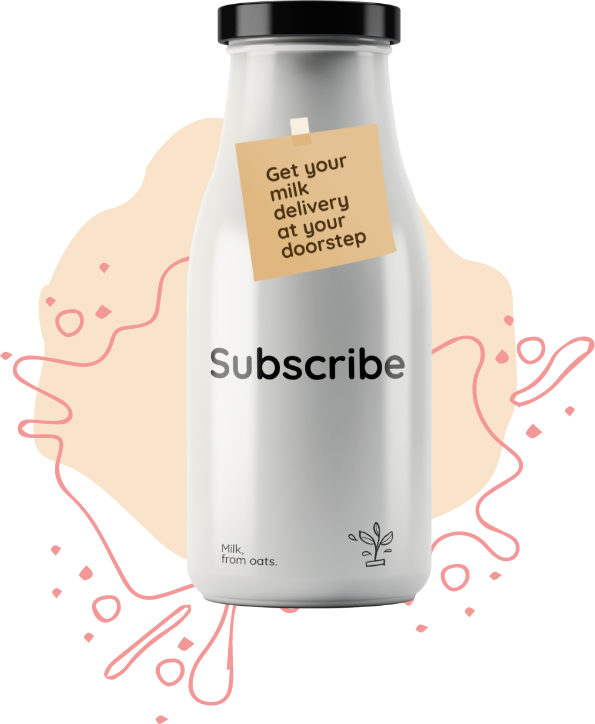 Get your
milk
delivery
at your
doorstep
Subscribe
Milk,
from oats.